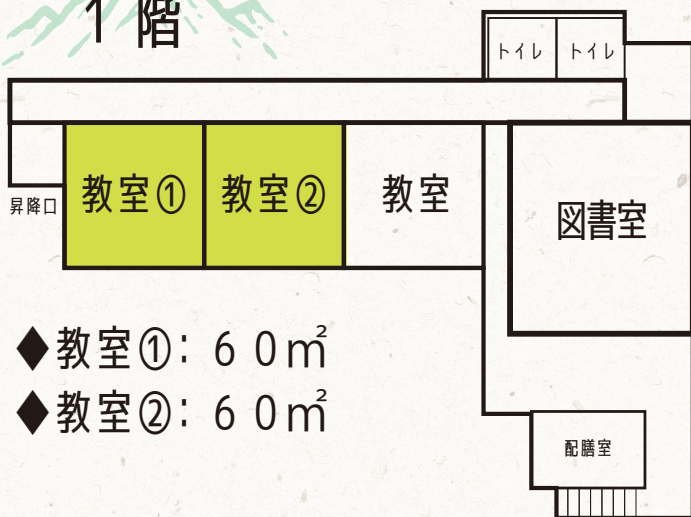 1階
トイレ トイレ
昇降口 教室① 教室② 教室 図書室
◆教室①:60㎡
◆教室②:60㎡
配膳室